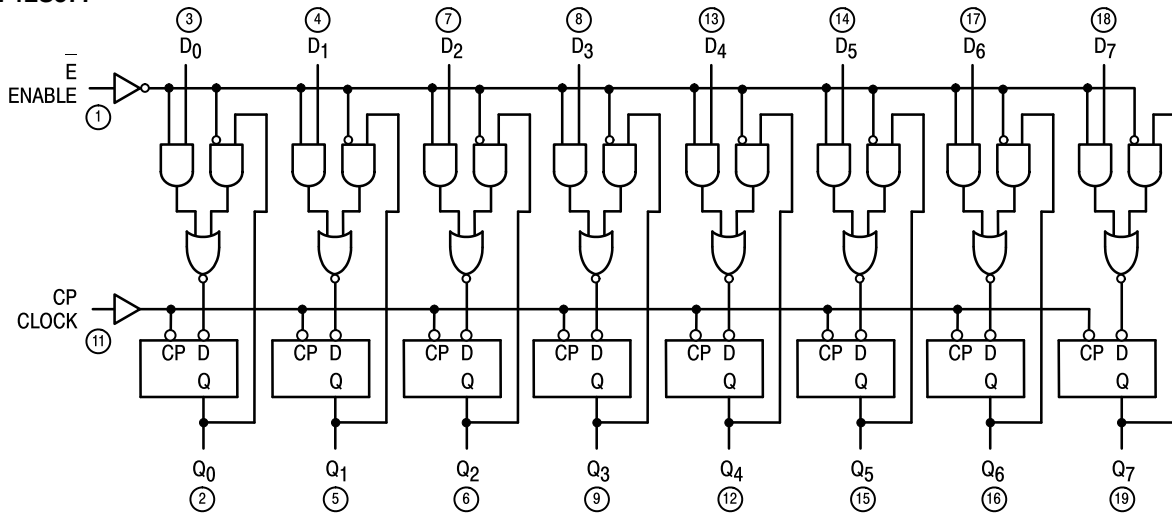 3 4 7 8 13 14 17 18
D0 D1 D2 D3 D4 D5 D6 D7
E
ENABLE
1
CP
CLOCK
11
CP D CP D CP D CP D CP D CP D CP D CP D
Q Q Q Q Q Q Q Q
Q0 Q1 Q2 Q3 Q4 Q5 Q6 Q7
2 5 6 9 12 15 16 19